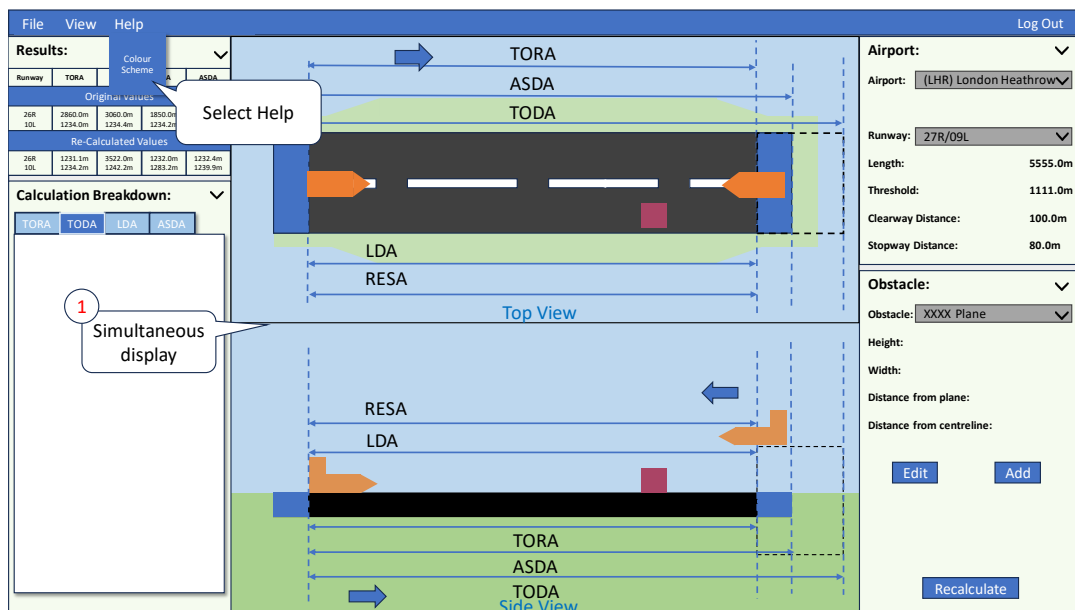 File View Help Log Out
Results:
Colour
Scheme
Runway TORA ASDA
Original Values
26R 2860.0m 3060.0m 1850.0m
10L 1234.0m 1234.4m 1234.2m
Re-Calculated Values
26R 1231.1m 3522.0m 1232.0m 1232.4m
10L 1234.2m 1242.2m 1283.2m 1239.9m
Select Help
Calculation Breakdown:
TORA TODA LDA ASDA
1
Simultaneous
display
TORA
ASDA
TODA
LDA
RESA
Top View
RESA
LDA
TORA
ASDA
TODA
Side View
Airport:
Airport: (LHR) London Heathrow
Runway: 27R/09L
Length: 5555.0m
Threshold: 1111.0m
Clearway Distance: 100.0m
Stopway Distance: 80.0m
Obstacle:
Obstacle: XXXX Plane
Height:
Width:
Distance from plane:
Distance from centreline:
Edit Add
Recalculate